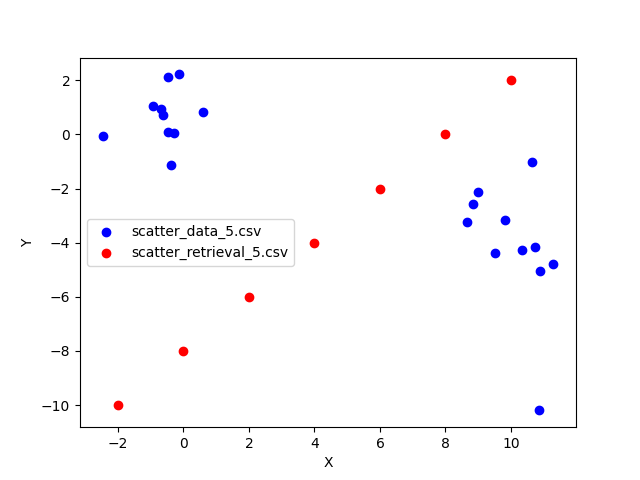 2
0
−2
−4
−6
−8
−10
Y
scatter_data_5.csv
scatter_retrieval_5.csv
−2 0 2 4 6 8 10
X